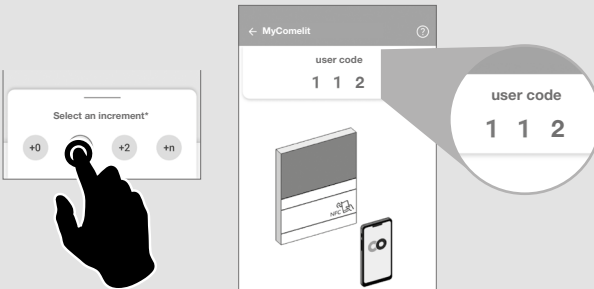 Select an increment*
+0 +2 +n
← MyComelit ?
user code
1 1 2
NFC
user code
1 1 2